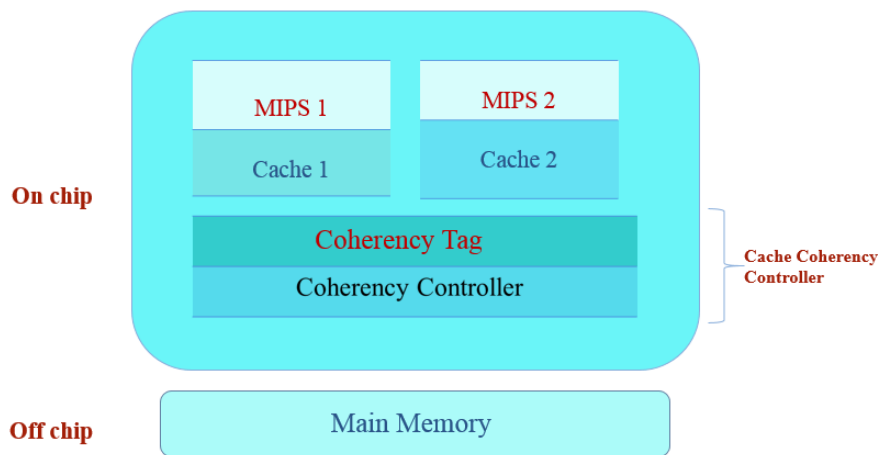 MIPS 1
MIPS 2
Cache 1
Cache 2
On chip
Coherency Tag
Coherency Controller
Cache Coherency
Controller
Off chip
Main Memory